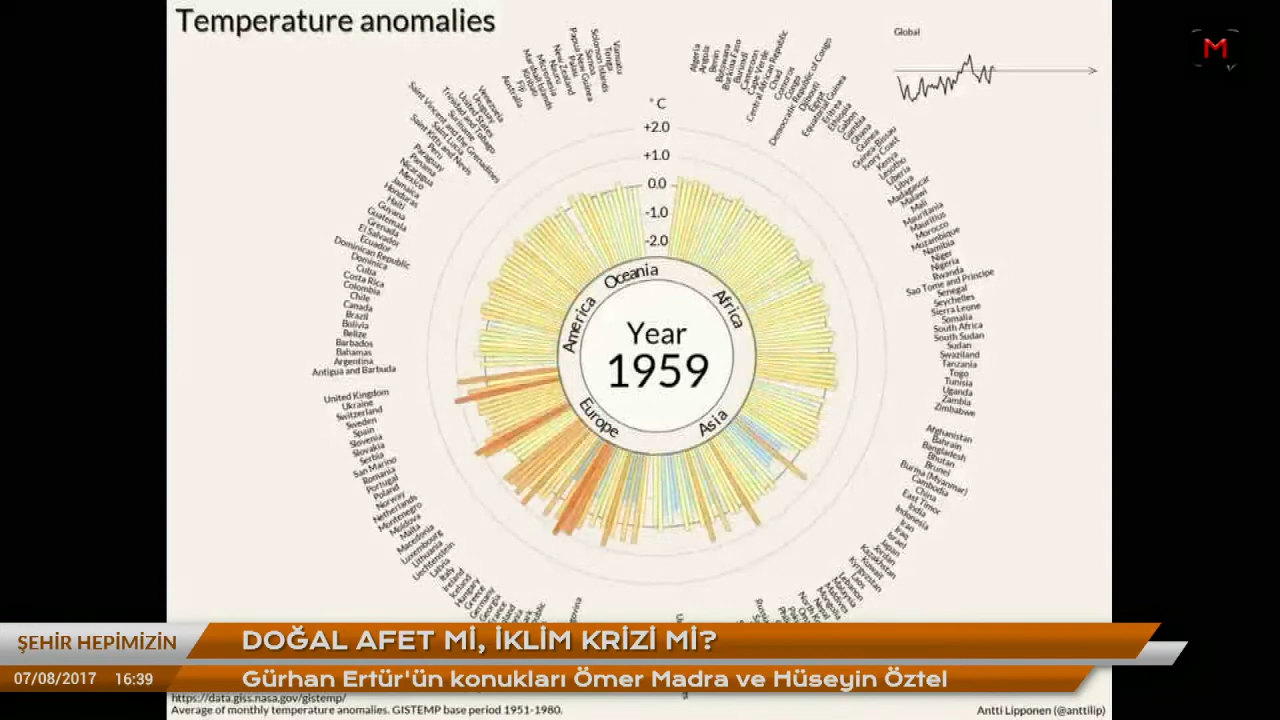 Temperature anomalies
Global
M
°C
+2.0
+1.0
0.0
-1.0
-2.0
Oceania
Africa
America
Asia
Europe
Year
1959
Vanuatu
Tonga
Solomon Islands
Samoa
Papua New Guinea
Palau
New Zealand
Nauru
Micronesia
Marshall Islands
Kiribati
Fiji
Australia
Venezuela
Uruguay
United States
Trinidad and Tobago
Suriname
Saint Vincent and the Grenadines
Saint Lucia
Saint Kitts and Nevis
Peru
Paraguay
Panama
Nicaragua
Mexico
Jamaica
Honduras
Haiti
Guyana
Guatemala
Grenada
El Salvador
Ecuador
Dominican Republic
Dominica
Cuba
Costa Rica
Colombia
Chile
Canada
Brazil
Bolivia
Belize
Barbados
Bahamas
Argentina
Antigua and Barbuda
United Kingdom
Ukraine
Switzerland
Sweden
Spain
Slovenia
Slovakia
Serbia
San Marino
Romania
Portugal
Poland
Norway
Netherlands
Montenegro
Moldova
Malta
Macedonia
Luxembourg
Lithuania
Liechtenstein
Latvia
Italy
Ireland
Iceland
Hungary
Greece
Germany
Georgia
Algeria
Angola
Benin
Botswana
Burkina Faso
Burundi
Cameroon
Cape Verde
Central African Republic
Chad
Comoros
Congo
Democratic Republic of Congo
Djibouti
Egypt
Equatorial Guinea
Eritrea
Ethiopia
Gabon
Gambia
Ghana
Guinea
Guinea-Bissau
Ivory Coast
Kenya
Lesotho
Liberia
Libya
Madagascar
Malawi
Mali
Mauritania
Mauritius
Morocco
Mozambique
Namibia
Niger
Nigeria
Rwanda
Sao Tome and Principe
Senegal
Seychelles
Sierra Leone
Somalia
South Africa
South Sudan
Sudan
Swaziland
Tanzania
Togo
Tunisia
Uganda
Zambia
Zimbabwe
Afghanistan
Bahrain
Bangladesh
Bhutan
Brunei
Burma (Myanmar)
Cambodia
China
East Timor
India
Indonesia
Iran
Iraq
Israel
Japan
Jordan
Kazakhstan
Kuwait
Kyrgyzstan
Laos
Lebanon
Malaysia
Maldives
Mongolia
Nepal
ŞEHİR HEPİMİZİN
DOĞAL AFET Mİ, İKLİM KRİZİ Mİ?
07/08/2017 16:39
Gürhan Ertür'ün konukları Ömer Madra ve Hüseyin Öztel
https://data.giss.nasa.gov/gistemp/
Average of monthly temperature anomalies. GISTEMP base period 1951-1980.
Antti Lipponen (@anttilip)